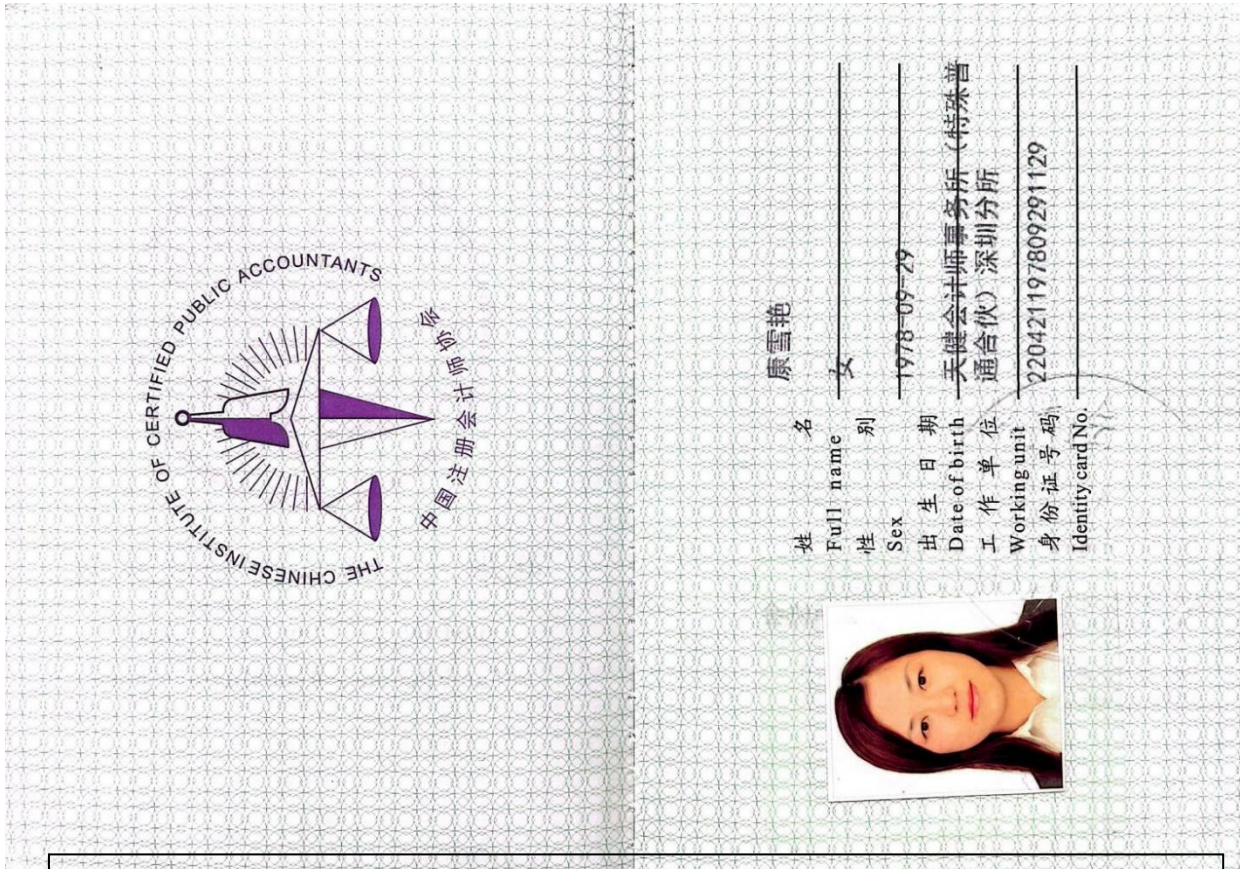 THE CHINESE INSTITUTE OF CERTIFIED PUBLIC ACCOUNTANTS
中国注册会计师协会
姓名 康雪艳
Full name
性别 女
Sex
出生日期 1978-09-29
Date of birth
工作单位 天健会计师事务所（特殊普
Working unit 通合伙）深圳分所
身份证号码 220421197809291129
Identity card No.